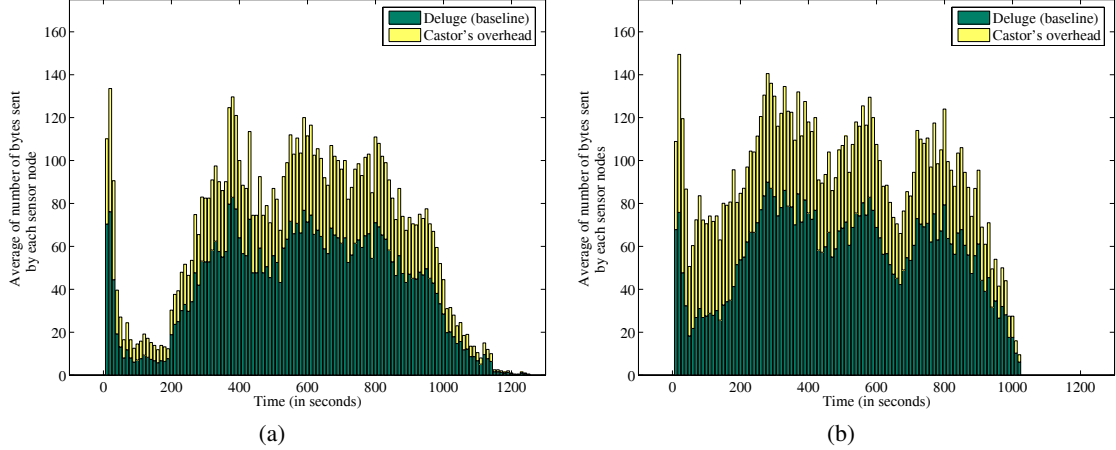 Deluge (baseline)
Castor's overhead
Average of number of bytes sent
by each sensor node
160
140
120
100
80
60
40
20
0
0
200
400
600
800
1000
1200
Time (in seconds)
(a)
Deluge (baseline)
Castor's overhead
Average of number of bytes sent
by each sensor nodes
160
140
120
100
80
60
40
20
0
0
200
400
600
800
1000
1200
Time (in seconds)
(b)